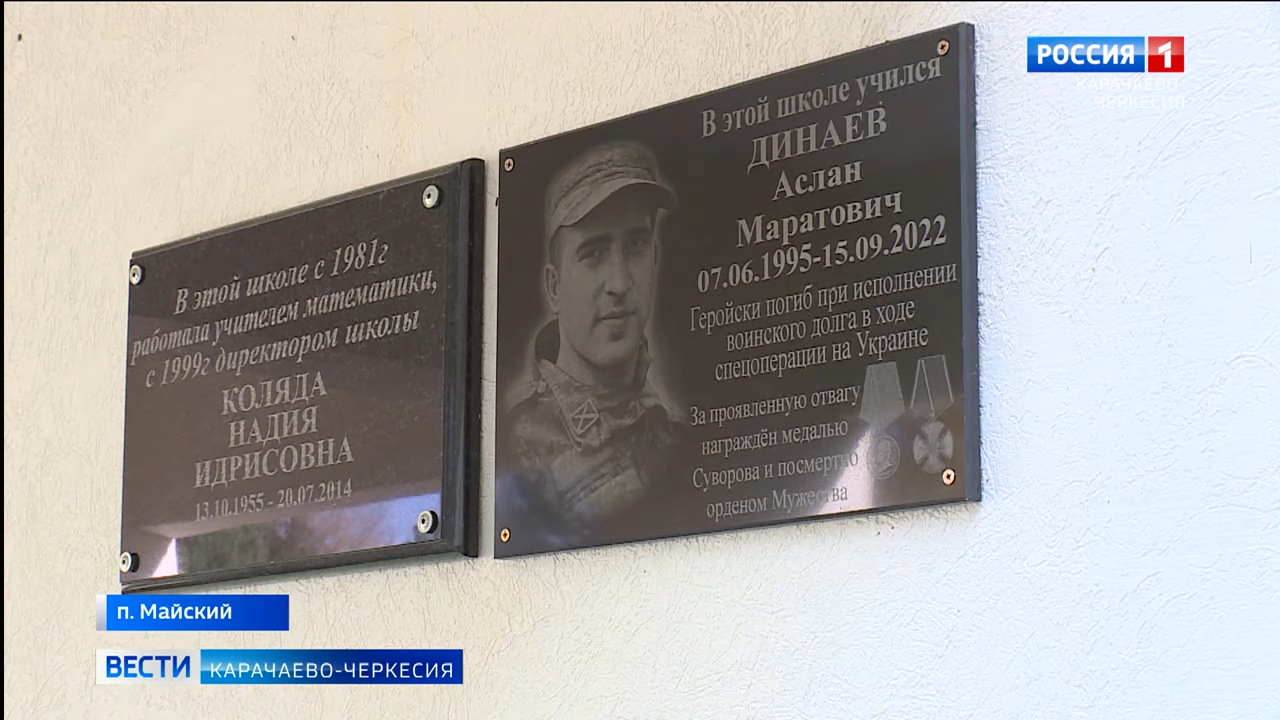 РОССИЯ 1
КАРАЧАЕВО-
ЧЕРКЕСИЯ
В этой школе с 1981г
работала учителем математики,
с 1999г директором школы
КОЛЯДА
НАДИЯ
ИДРИСОВНА
13.10.1955 - 20.07.2014
В этой школе учился
ДИНАЕВ
Аслан
Маратович
07.06.1995-15.09.2022
Геройски погиб при исполнении
воинского долга в ходе
спецоперации на Украине
За проявленную отвагу
награждён медалью
Суворова и посмертно
орденом Мужества
п. Майский
ВЕСТИ КАРАЧАЕВО-ЧЕРКЕСИЯ